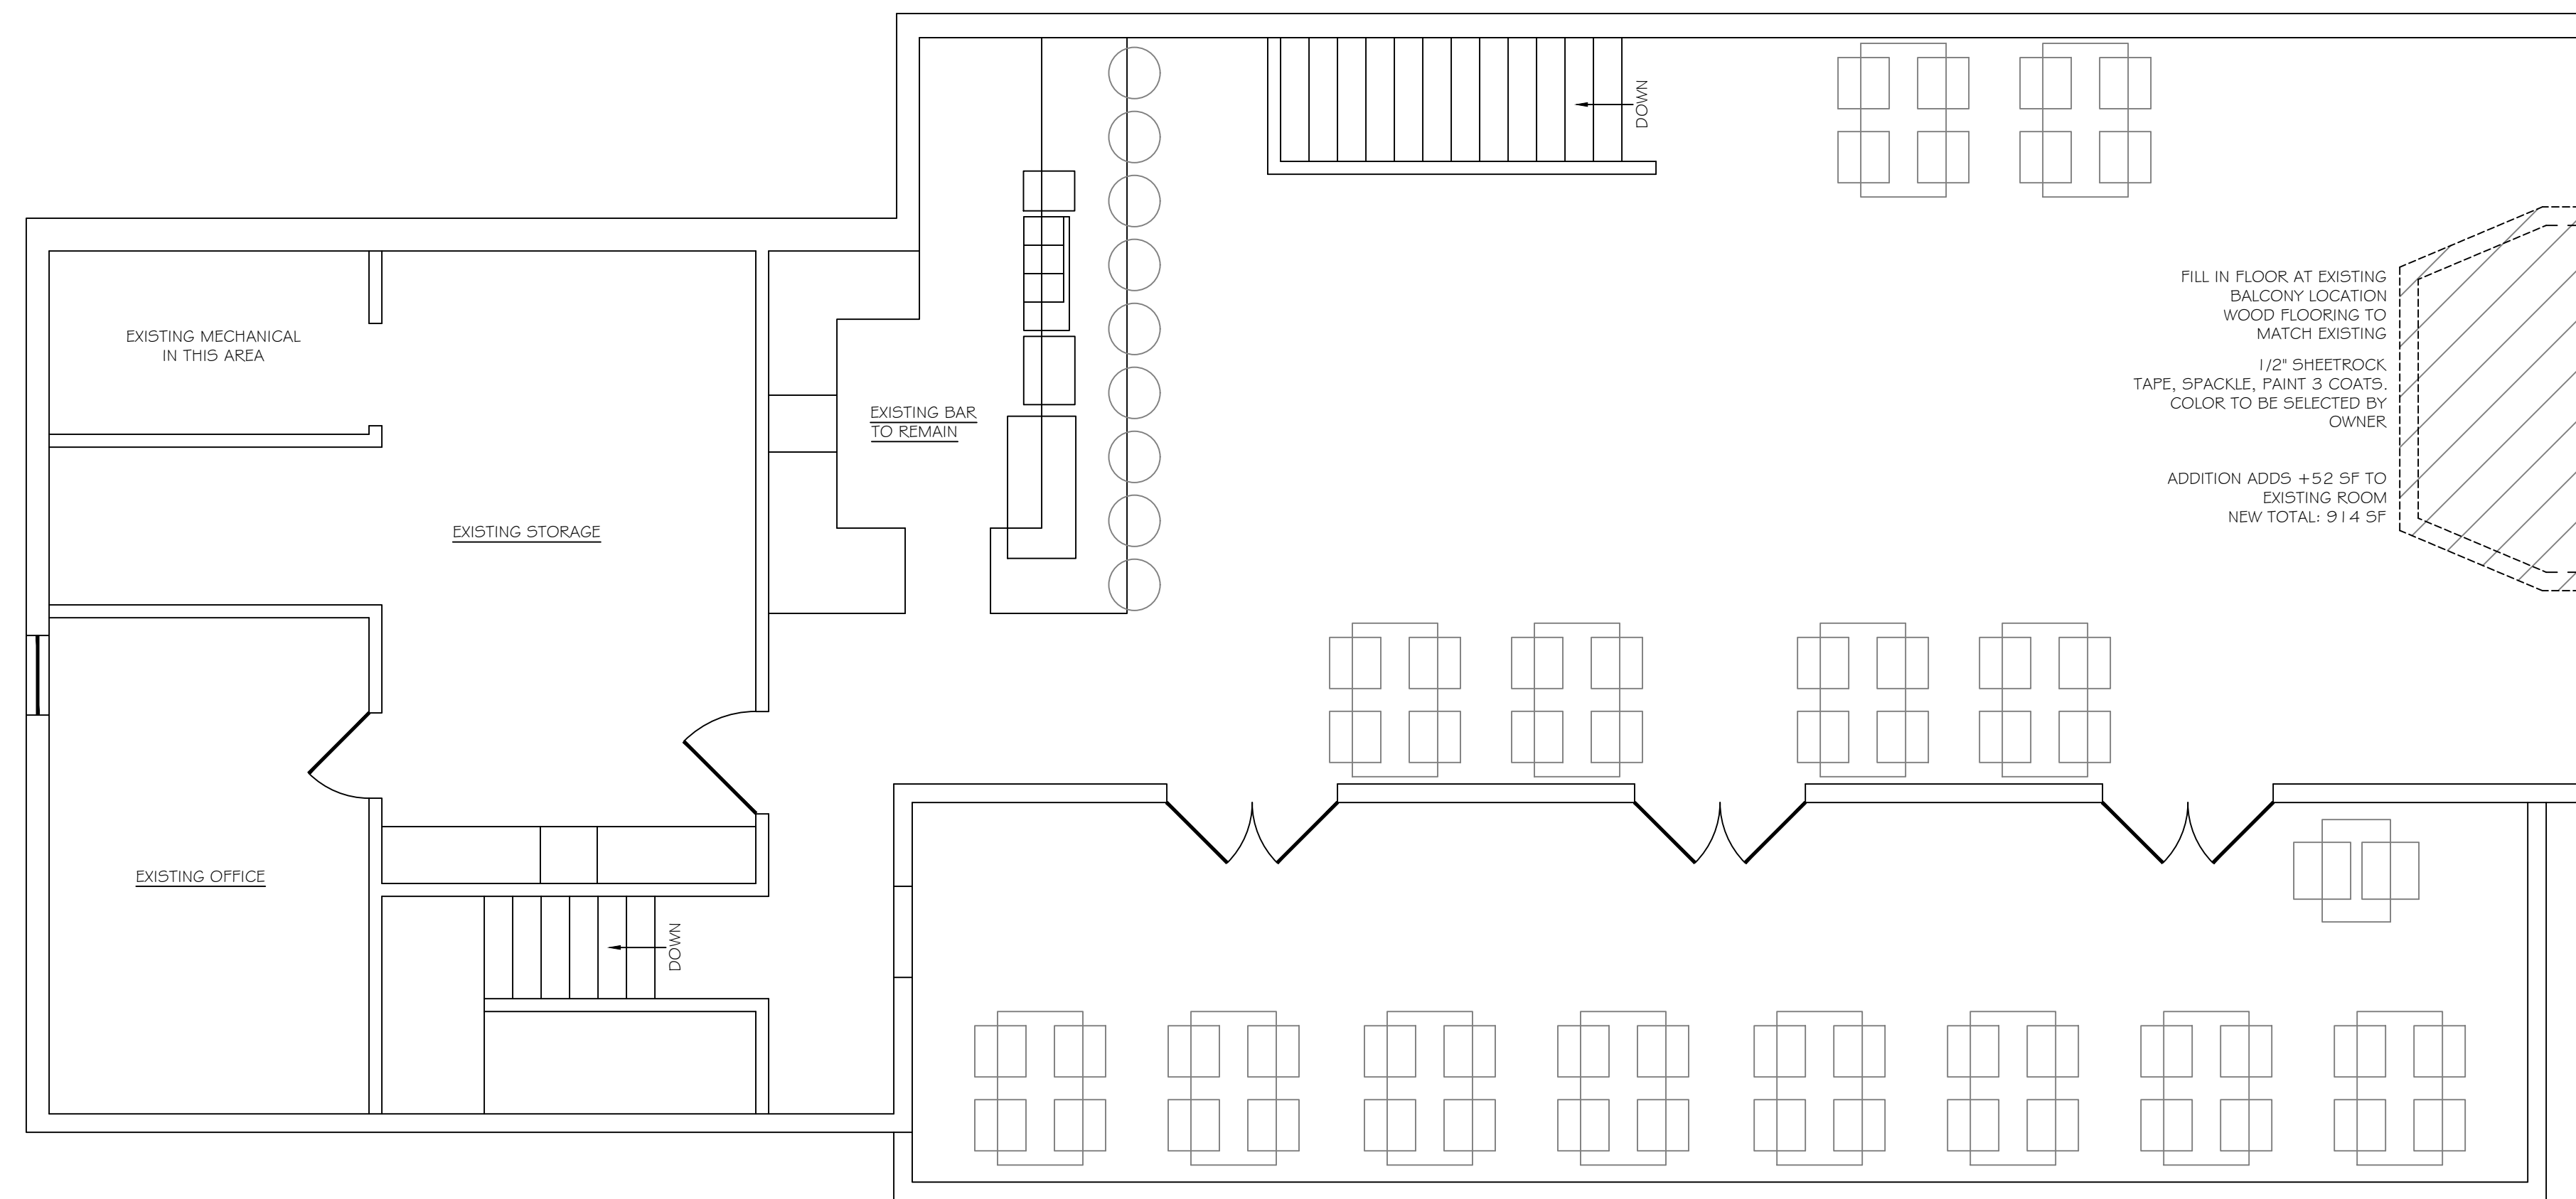 DOWN
FILL IN FLOOR AT EXISTING
BALCONY LOCATION
WOOD FLOORING TO
MATCH EXISTING
1/2" SHEETROCK
TAPE, SPACKLE, PAINT 3 COATS.
COLOR TO BE SELECTED BY
OWNER
ADDITION ADDS +52 SF TO
EXISTING ROOM
NEW TOTAL: 914 SF
EXISTING MECHANICAL
IN THIS AREA
EXISTING BAR
TO REMAIN
EXISTING STORAGE
EXISTING OFFICE
DOWN